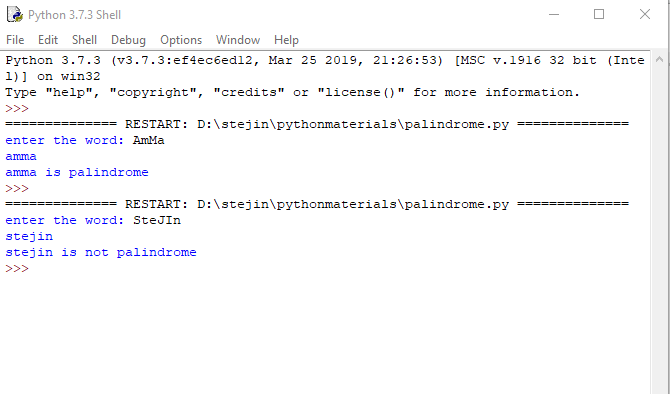 Python 3.7.3 Shell
File Edit Shell Debug Options Window Help
Python 3.7.3 (v3.7.3:ef4ec6ed12, Mar 25 2019, 21:26:53) [MSC v.1916 32 bit (Inte
l)] on win32
Type "help", "copyright", "credits" or "license()" for more information.
>>>
============== RESTART: D:\stejin\pythonmaterials\palindrome.py ==============
enter the word: AmMa
amma
amma is palindrome
>>>
============== RESTART: D:\stejin\pythonmaterials\palindrome.py ==============
enter the word: SteJIn
stejin
stejin is not palindrome
>>>